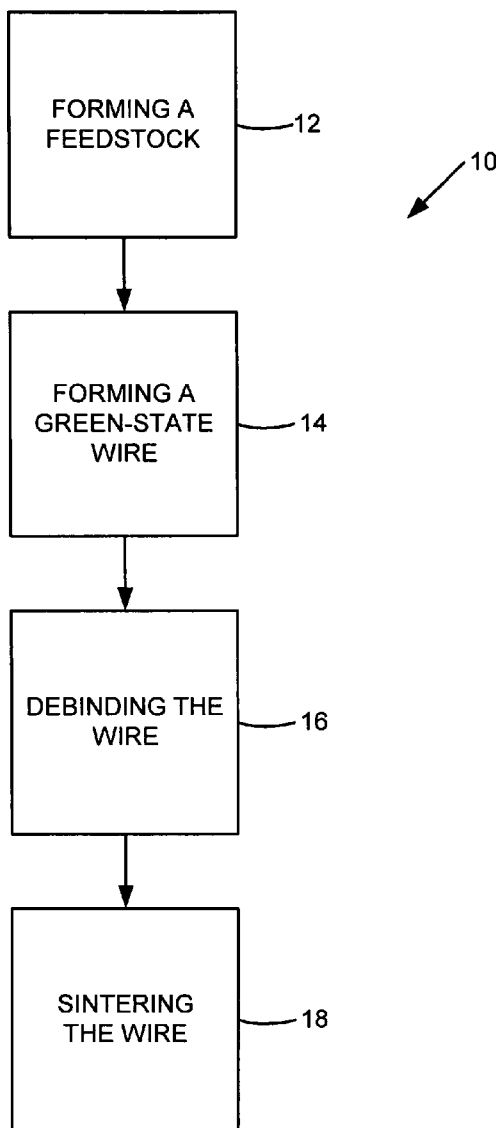 FORMING A
FEEDSTOCK
12
10
FORMING A
GREEN-STATE
WIRE
14
DEBINDING THE
WIRE
16
SINTERING
THE WIRE
18